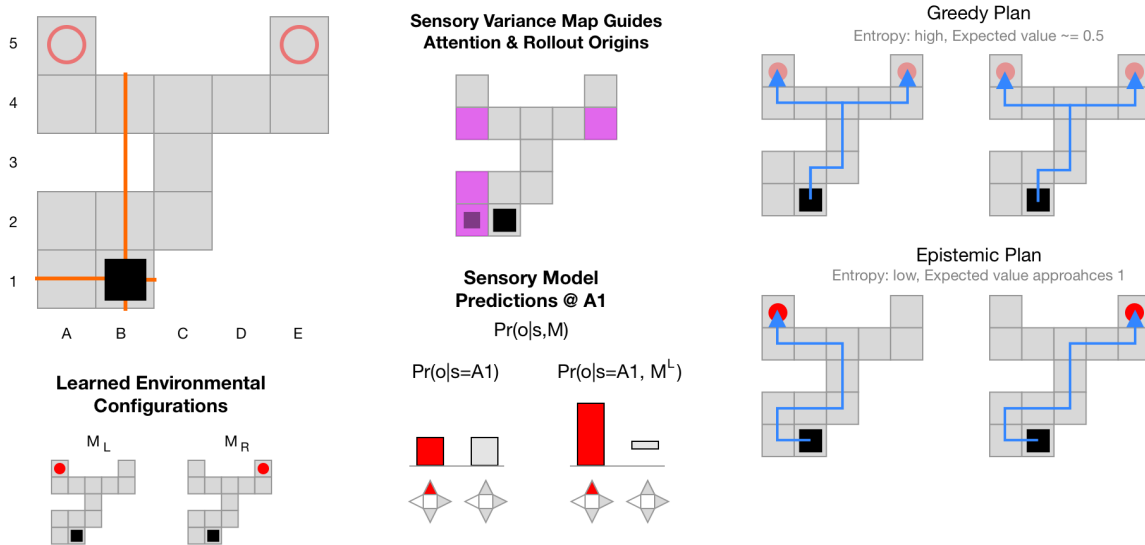 5
4
3
2
1
A B C D E
Learned Environmental
Configurations
M L
M R
Sensory Variance Map Guides
Attention & Rollout Origins
Sensory Model
Predictions @ A1
Pr(o|s,M)
Pr(o|s=A1)
Pr(o|s=A1, M^L)
Greedy Plan
Entropy: high, Expected value ~= 0.5
Epistemic Plan
Entropy: low, Expected value approahces 1